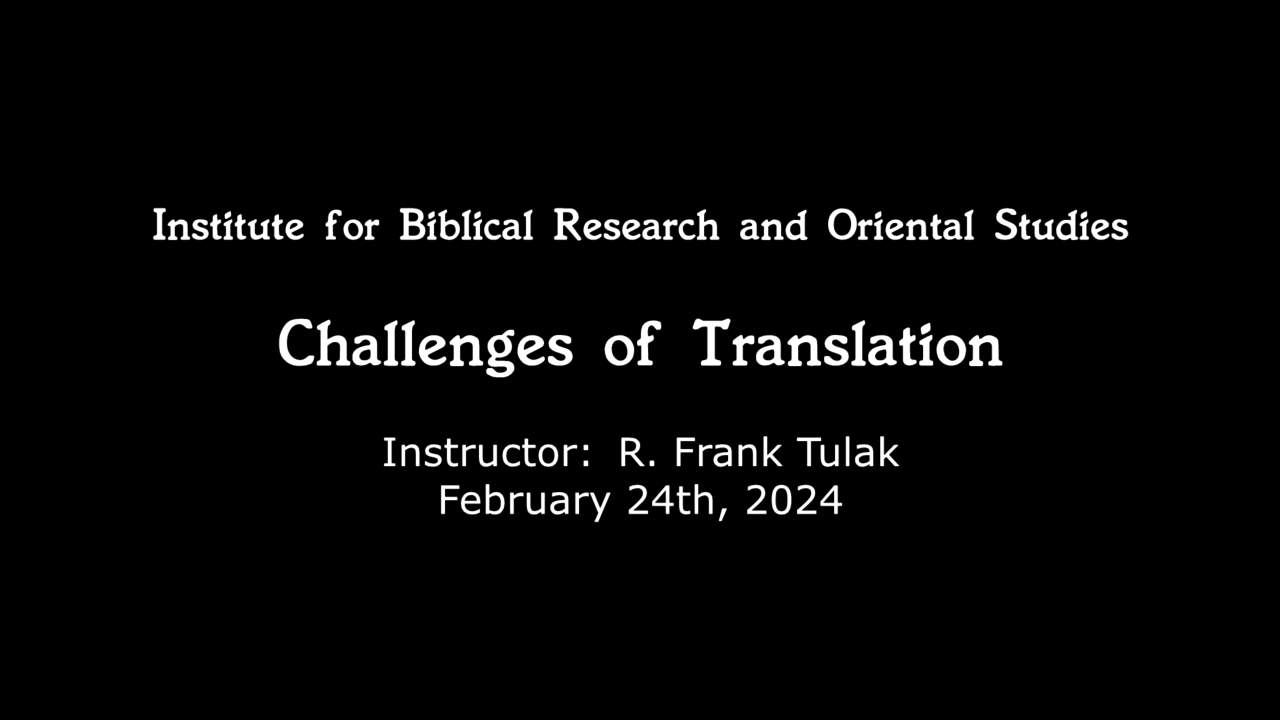 Institute for Biblical Research and Oriental Studies
Challenges of Translation
Instructor: R. Frank Tulak
February 24th, 2024